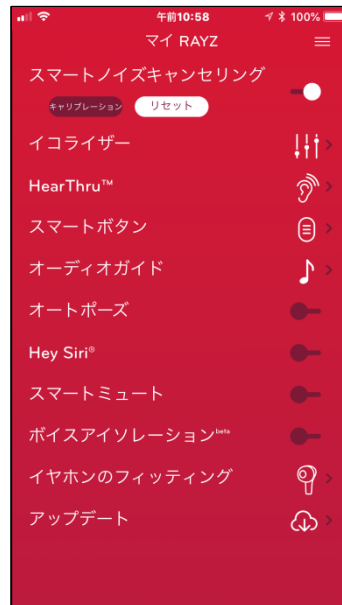 午前10:58
100%
マイ RAYZ
スマートノイズキャンセリング
キャリブレーション
リセット
イコライザー
HearThru™
スマートボタン
オーディオガイド
オートポーズ
Hey Siri®
スマートミュート
ボイスアイソレーションbeta
イヤホンのフィッティング
アップデート